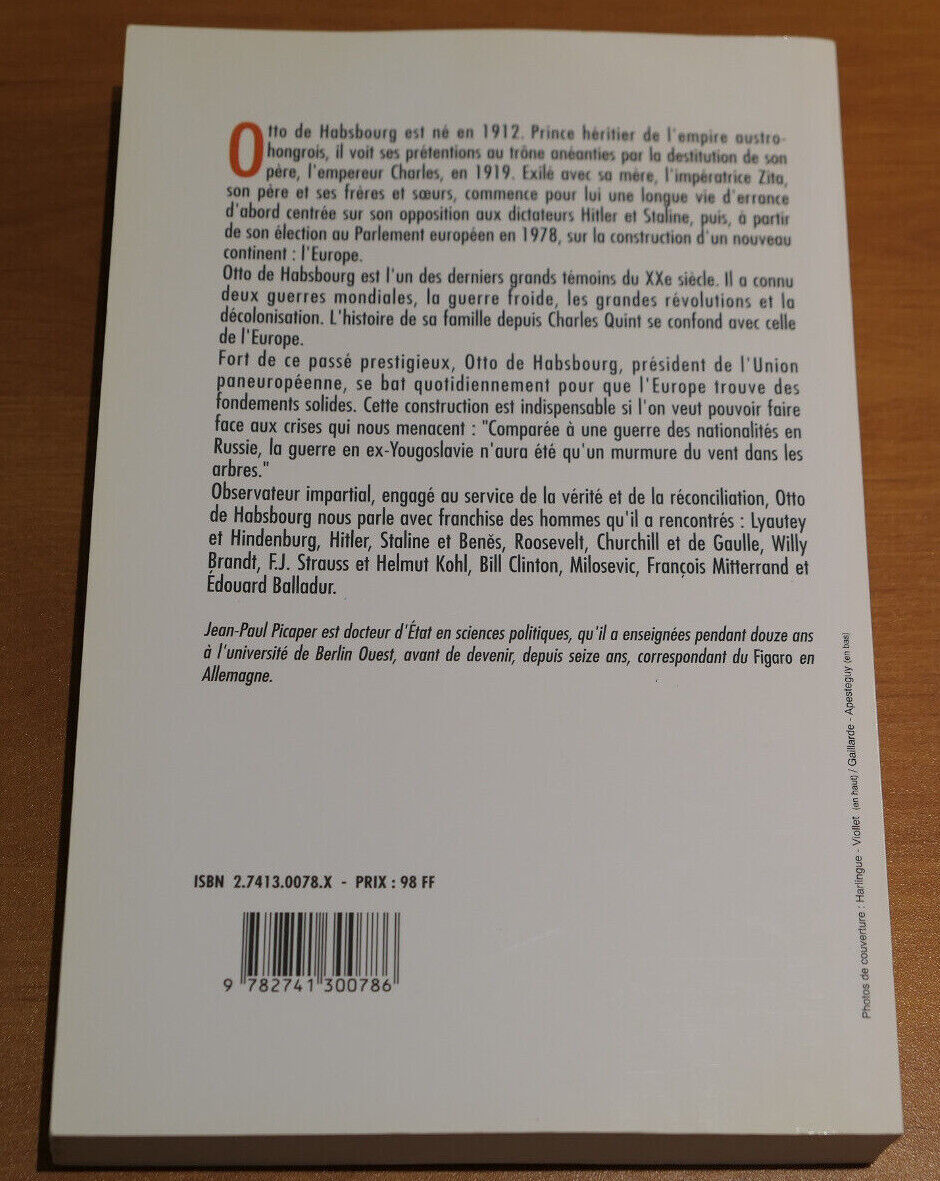 Otto de Habsbourg est né en 1912. Prince héritier de l'empire austro-
hongrois, il voit ses prétentions au trône anéanties par la destitution de son
père, l'empereur Charles, en 1919. Exilé avec sa mère, l'impératrice Zita,
son père et ses frères et sœurs, commence pour lui une longue vie d'errance
d'abord centrée sur son opposition aux dictateurs Hitler et Staline, puis, à partir
de son élection au Parlement européen en 1978, sur la construction d'un nouveau
continent : l'Europe.
Otto de Habsbourg est l'un des derniers grands témoins du XXe siècle. Il a connu
deux guerres mondiales, la guerre froide, les grandes révolutions et la
décolonisation. L'histoire de sa famille depuis Charles Quint se confond avec celle
de l'Europe.
Fort de ce passé prestigieux, Otto de Habsbourg, président de l'Union
paneuropéenne, se bat quotidiennement pour que l'Europe trouve des
fondements solides. Cette construction est indispensable si l'on veut pouvoir faire
face aux crises qui nous menacent : "Comparée à une guerre des nationalités en
Russie, la guerre en ex-Yougoslavie n'aura été qu'un murmure du vent dans les
arbres."
Observateur impartial, engagé au service de la vérité et de la réconciliation, Otto
de Habsbourg nous parle avec franchise des hommes qu'il a rencontrés : Lyautey
et Hindenburg, Hitler, Staline et Benès, Roosevelt, Churchill et de Gaulle, Willy
Brandt, F.J. Strauss et Helmut Kohl, Bill Clinton, Milosevic, François Mitterrand et
Édouard Balladur.
Jean-Paul Picaper est docteur d'État en sciences politiques, qu'il a enseignées pendant douze ans
à l'université de Berlin Ouest, avant de devenir, depuis seize ans, correspondant du Figaro en
Allemagne.
ISBN 2.7413.0078.X - PRIX : 98 FF
9 782741 300786
Photos de couverture : Harlingue - Viollet (en haut) / Gaillarde - Apesteguy (en bas)